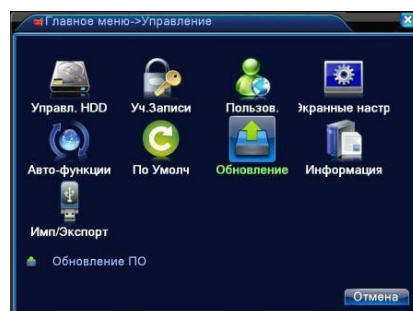 Главное меню->Управление
Управл. HDD Уч.Записи Пользов. Экранные настр
Авто-функции По Умолч Обновление Информация
Имп/Экспорт
Обновление ПО
Отмена